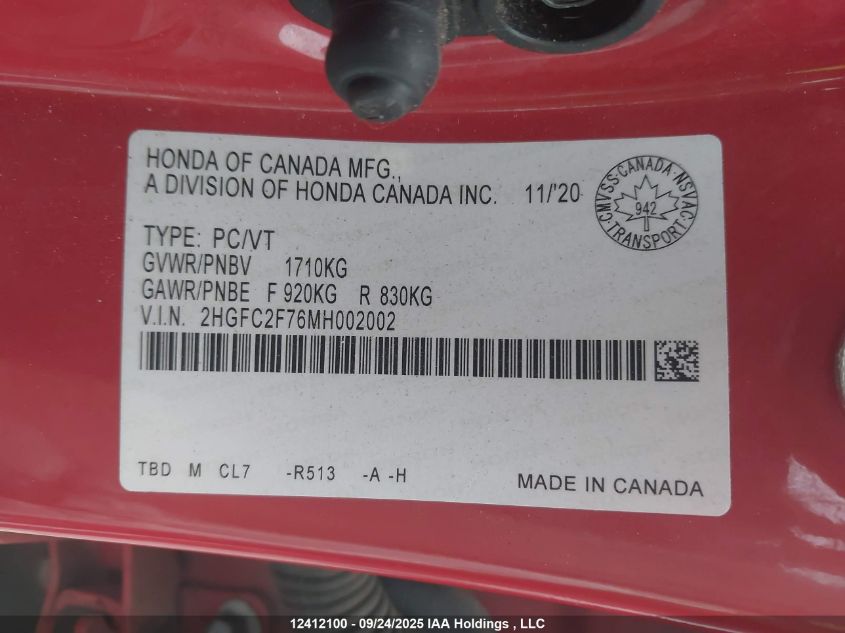 HONDA OF CANADA MFG.,
A DIVISION OF HONDA CANADA INC. 11/'20
CMVSS·CANADA·NSVAC
942
·TRANSPORT·
TYPE: PC/VT
GVWR/PNBV 1710KG
GAWR/PNBE F 920KG R 830KG
V.I.N. 2HGFC2F76MH002002
TBD M CL7 -R513 -A -H
MADE IN CANADA
12412100 - 09/24/2025 IAA Holdings , LLC